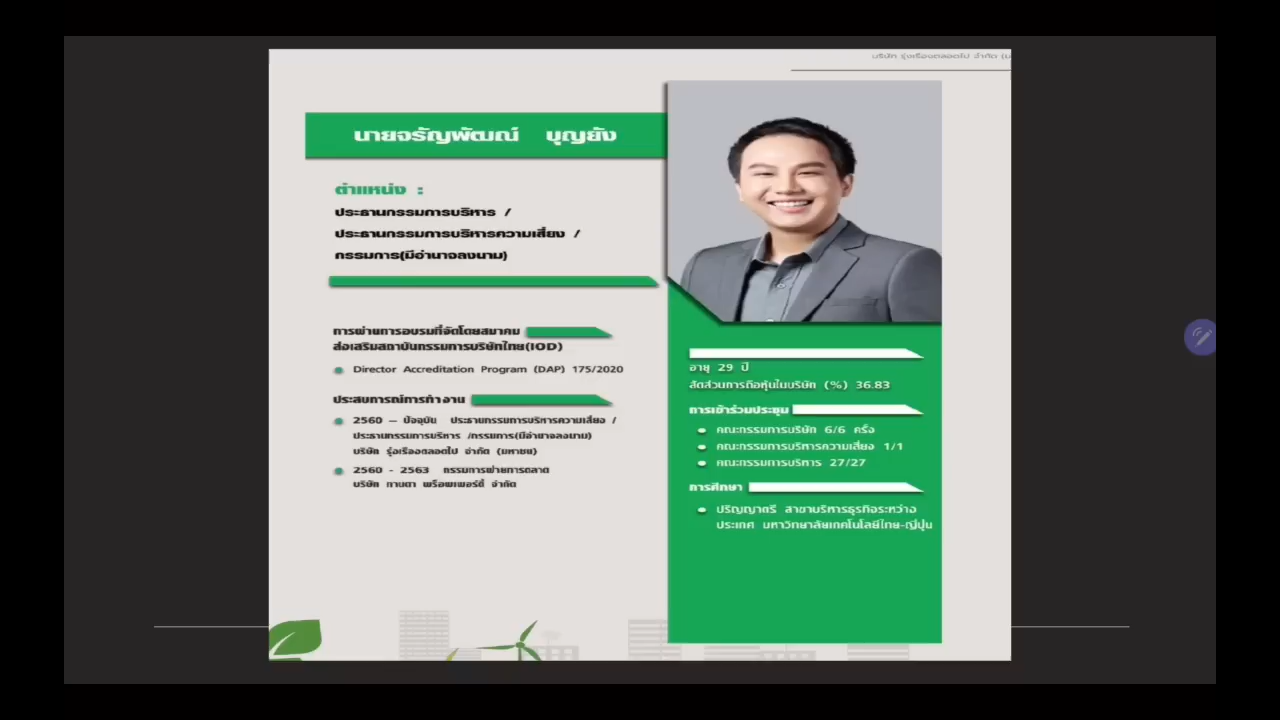 บริษัท รุ่งเรืองตลอดไป จำกัด (ม
นายจรัญพัฒณ์ บุญยัง
ตำแหน่ง :
ประธานกรรมการบริหาร /
ประธานกรรมการบริหารความเสี่ยง /
กรรมการ(มีอำนาจลงนาม)
การผ่านการอบรมที่จัดโดยสมาคม
ส่งเสริมสถาบันกรรมการบริษัทไทย(IOD)
Director Accreditation Program (DAP) 175/2020
ประสบการณ์การทำงาน
2560 – ปัจจุบัน ประธานกรรมการบริหารความเสี่ยง /
ประธานกรรมการบริหาร /กรรมการ(มีอำนาจลงนาม)
บริษัท รุ่งเรืองตลอดไป จำกัด (มหาชน)
2560 - 2563 กรรมการฝ่ายการตลาด
บริษัท กานดา พร็อพเพอร์ตี้ จำกัด
อายุ 29 ปี
สัดส่วนการถือหุ้นในบริษัท (%) 36.83
การเข้าร่วมประชุม
คณะกรรมการบริษัท 6/6 ครั้ง
คณะกรรมการบริหารความเสี่ยง 1/1
คณะกรรมการบริหาร 27/27
การศึกษา
ปริญญาตรี สาขาบริหารธุรกิจระหว่าง
ประเทศ มหาวิทยาลัยเทคโนโลยีไทย-ญี่ปุ่น